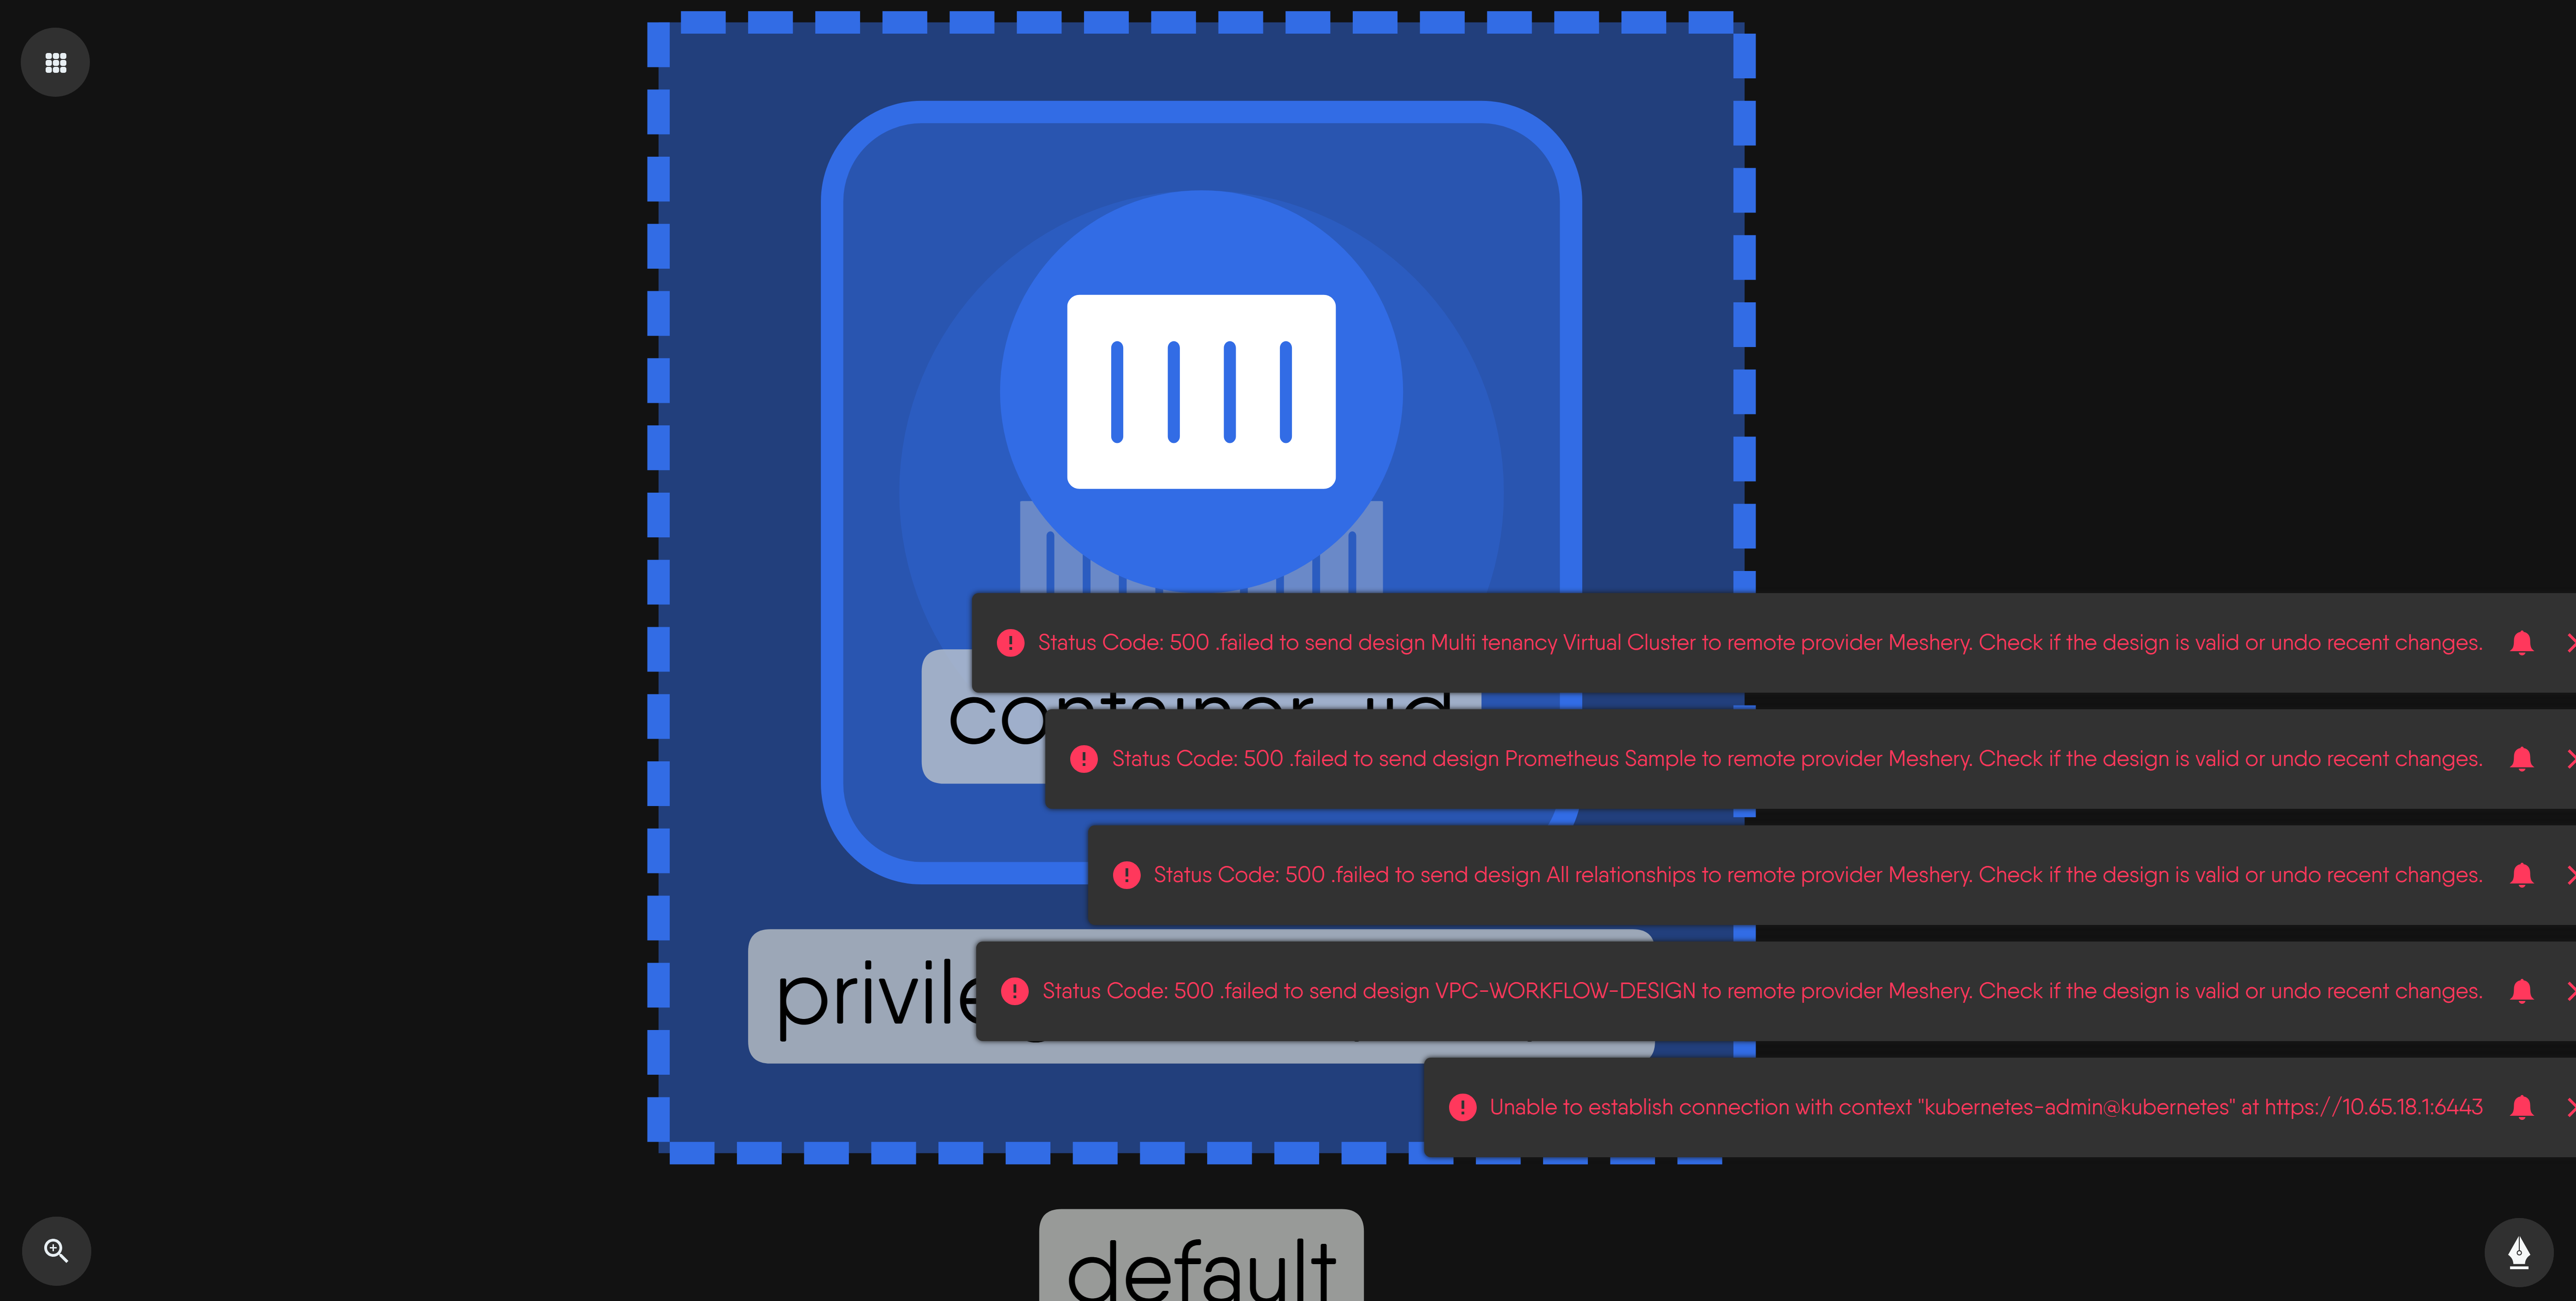 Status Code: 500 .failed to send design Multi tenancy Virtual Cluster to remote provider Meshery. Check if the design is valid or undo recent changes.
Status Code: 500 .failed to send design Prometheus Sample to remote provider Meshery. Check if the design is valid or undo recent changes.
Status Code: 500 .failed to send design All relationships to remote provider Meshery. Check if the design is valid or undo recent changes.
Status Code: 500 .failed to send design VPC-WORKFLOW-DESIGN to remote provider Meshery. Check if the design is valid or undo recent changes.
Unable to establish connection with context "kubernetes-admin@kubernetes" at https://10.65.18.1:6443
default